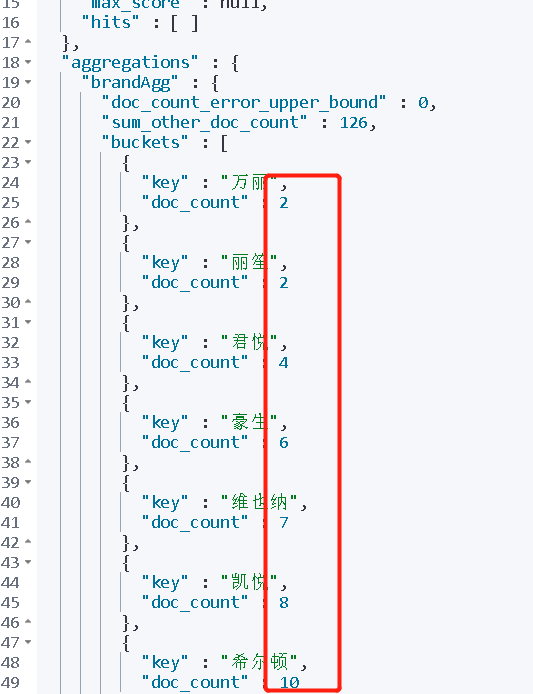 15 "max_score" : null,
16 "hits" : [ ]
17 },
18 "aggregations" : {
19 "brandAgg" : {
20 "doc_count_error_upper_bound" : 0,
21 "sum_other_doc_count" : 126,
22 "buckets" : [
23 {
24 "key" : "万丽",
25 "doc_count" : 2
26 },
27 {
28 "key" : "丽笙",
29 "doc_count" : 2
30 },
31 {
32 "key" : "君悦",
33 "doc_count" : 4
34 },
35 {
36 "key" : "豪生",
37 "doc_count" : 6
38 },
39 {
40 "key" : "维也纳",
41 "doc_count" : 7
42 },
43 {
44 "key" : "凯悦",
45 "doc_count" : 8
46 },
47 {
48 "key" : "希尔顿",
49 "doc_count" : 10